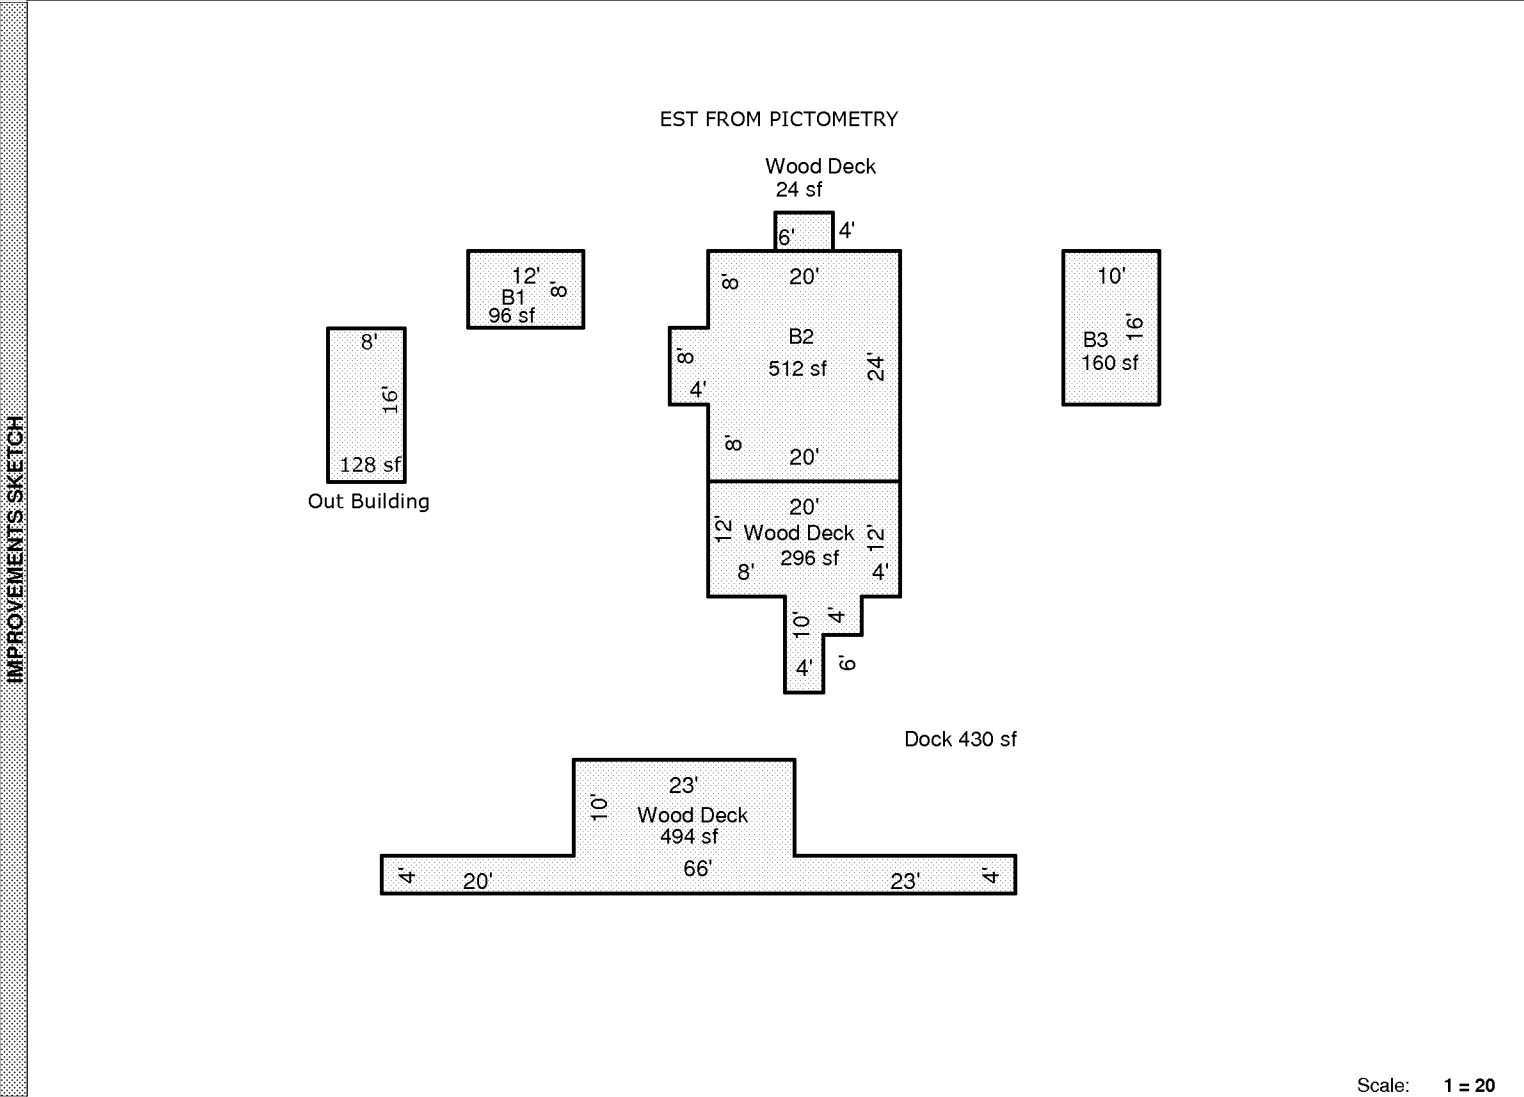 IMPROVEMENTS SKETCH
EST FROM PICTOMETRY
Wood Deck
24 sf
6'
4'
12'
8'
B1
96 sf
8'
16'
128 sf
Out Building
8'
20'
B2
512 sf
8'
4'
24'
8'
20'
10'
16'
B3
160 sf
20'
12'
Wood Deck
12'
296 sf
8'
4'
10'
4'
4'
6'
Dock 430 sf
23'
10'
Wood Deck
494 sf
66'
4'
20'
23'
4'
Scale: 1 = 20